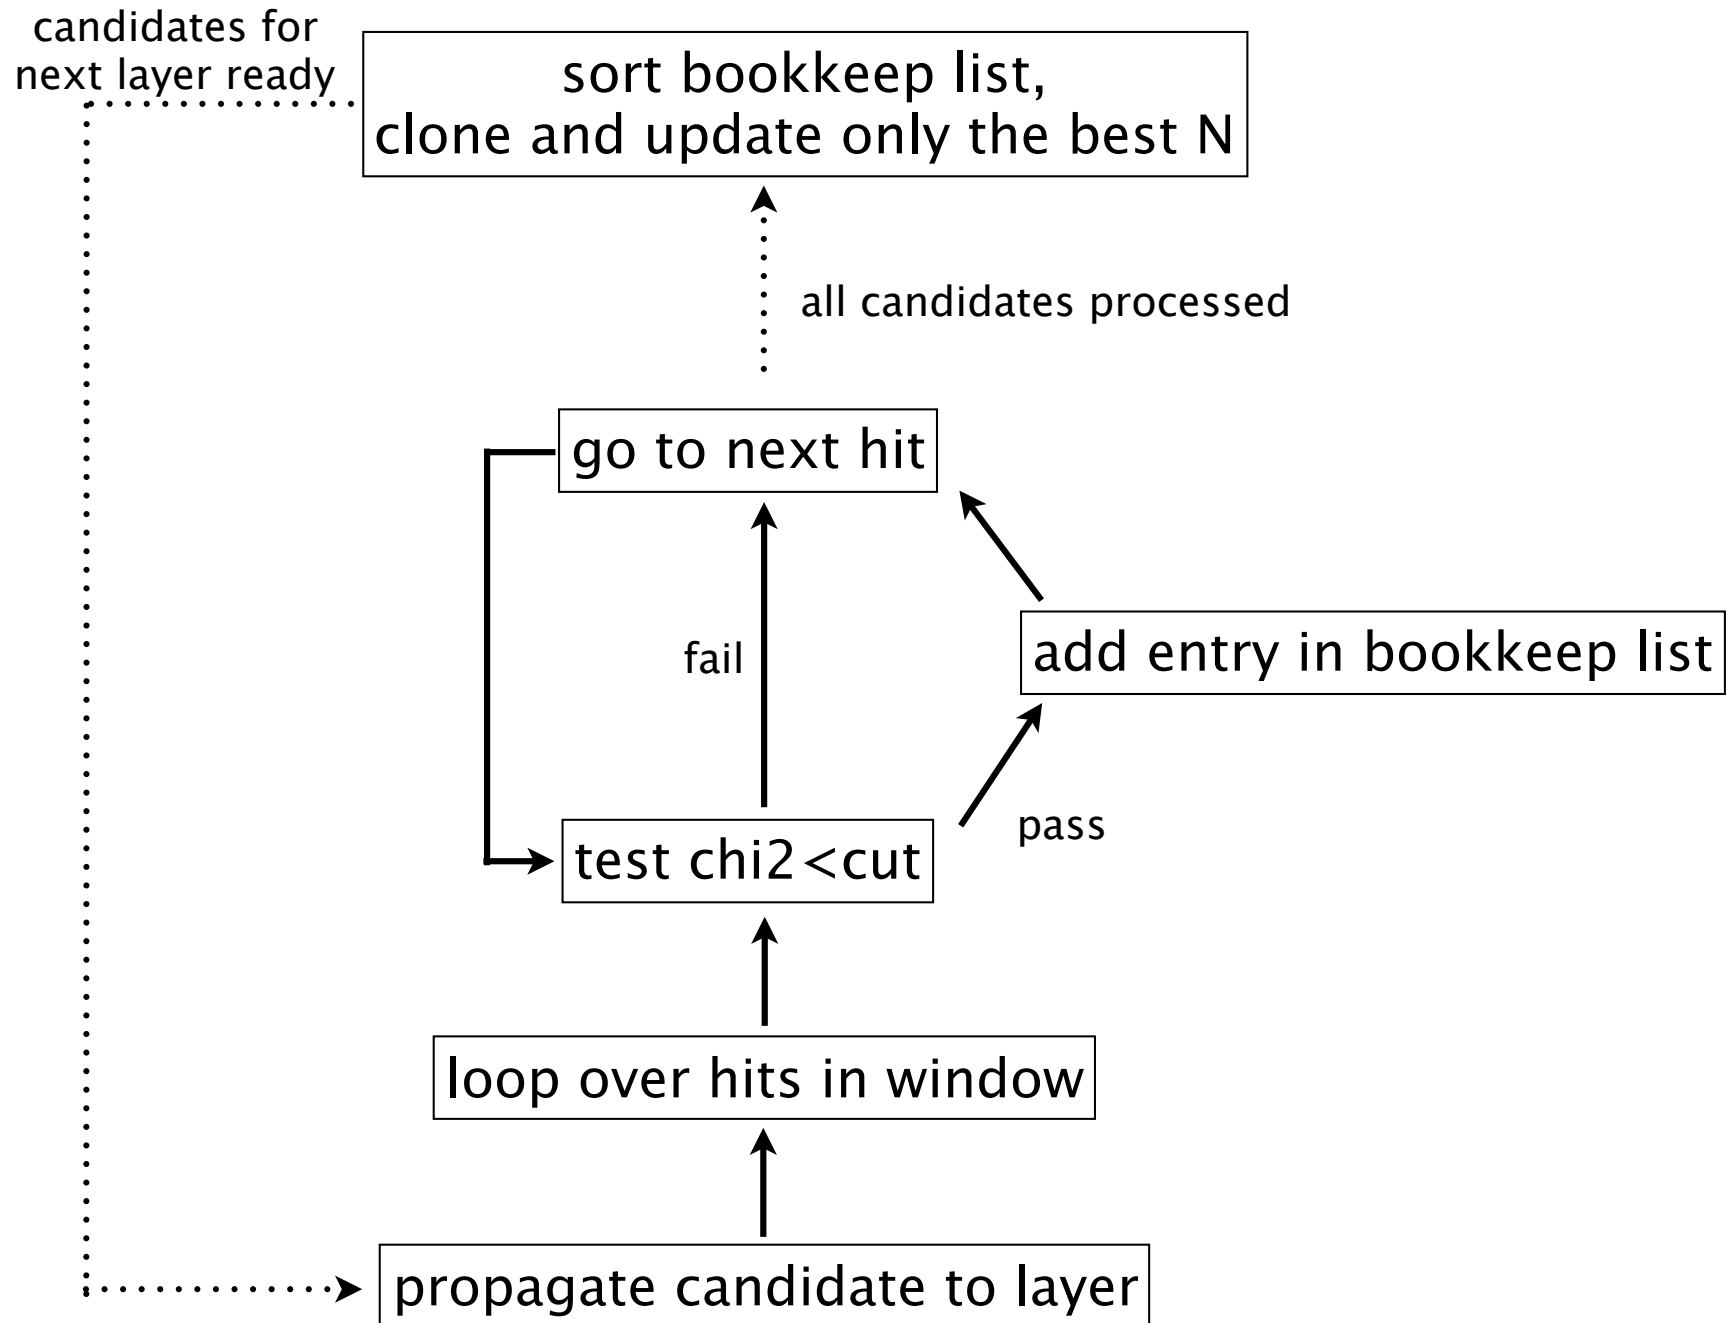 candidates for
next layer ready
sort bookkeep list,
clone and update only the best N
all candidates processed
go to next hit
fail
add entry in bookkeep list
pass
test chi2<cut
loop over hits in window
propagate candidate to layer